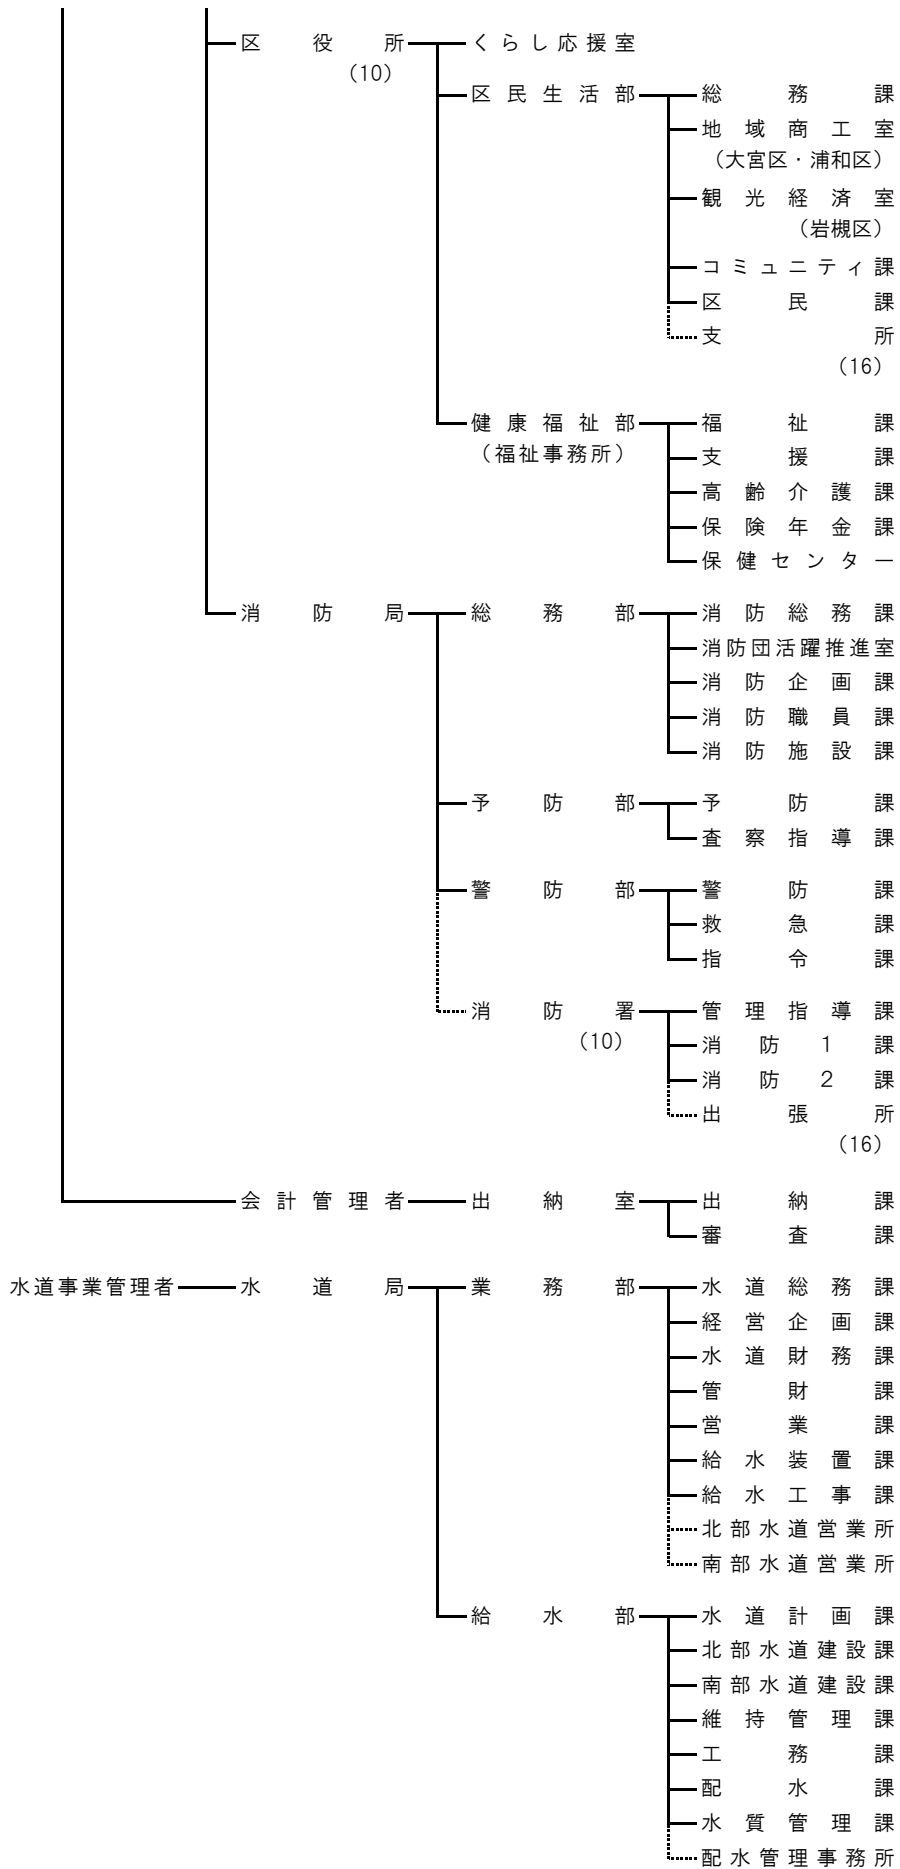 区役所 くらし応援室
(10)
区民生活部 総務課
地域商工室
(大宮区・浦和区)
観光経済室
(岩槻区)
コミュニティ課
区民課
支所
(16)
健康福祉部 福祉課
(福祉事務所) 支援課
高齢介護課
保険年金課
保健センター
消防局 総務部 消防総務課
消防団活躍推進室
消防企画課
消防職員課
消防施設課
予防部 予防課
査察指導課
警防部 警防課
救急課
指令課
消防署 管理指導課
(10) 消防1課
消防2課
出張所
(16)
会計管理者 出納室 出納課
審査課
水道事業管理者 水道局 業務部 水道総務課
経営企画課
水道財務課
管財課
営業課
給水装置課
給水工事課
北部水道営業所
南部水道営業所
給水部 水道計画課
北部水道建設課
南部水道建設課
維持管理課
工務課
配水課
水質管理課
配水管理事務所